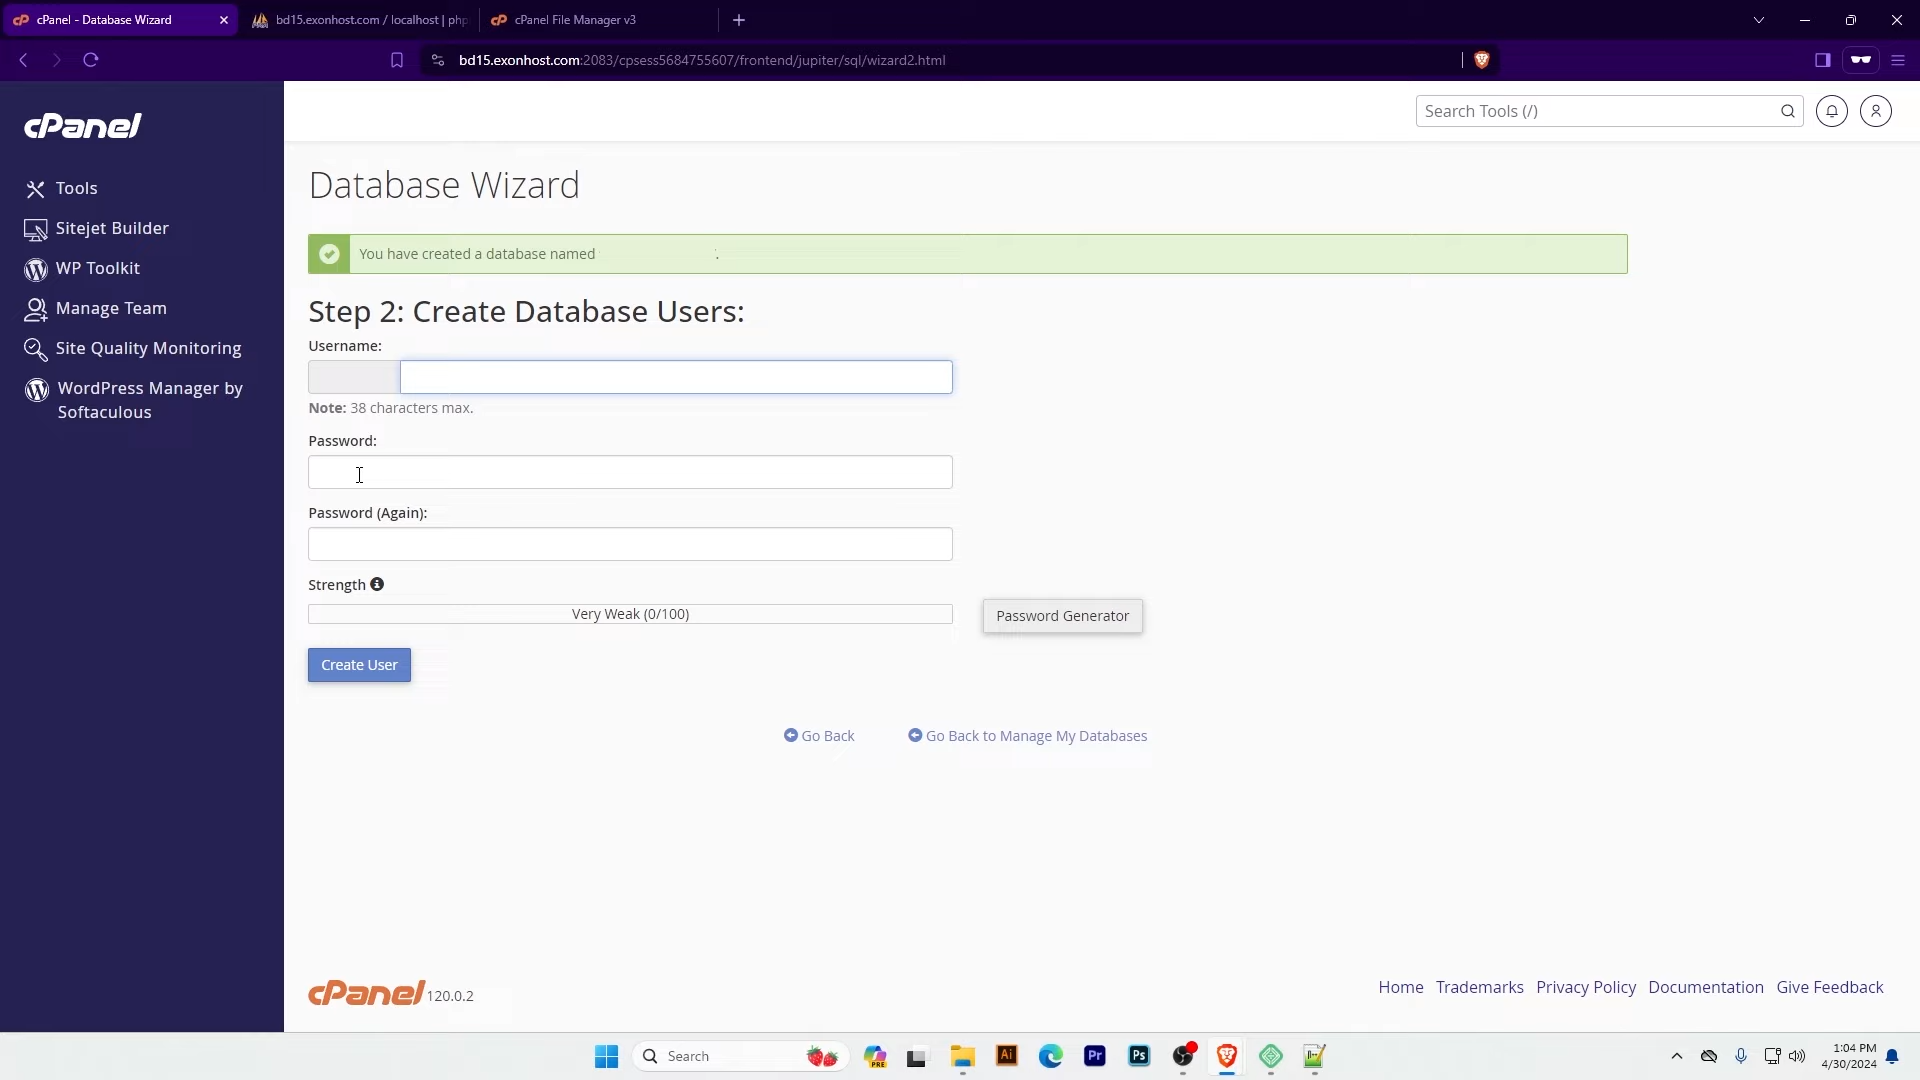 cPanel - Database Wizard
bd15.exonhost.com / localhost | php
cPanel File Manager v3
bd15.exonhost.com:2083/cpsess5684755607/frontend/jupiter/sql/wizard2.html
cPanel
Search Tools (/)
Tools
Sitejet Builder
WP Toolkit
Manage Team
Site Quality Monitoring
WordPress Manager by
Softaculous
Database Wizard
You have created a database named .
Step 2: Create Database Users:
Username:
Note: 38 characters max.
Password:
Password (Again):
Strength
Very Weak (0/100)
Password Generator
Create User
Go Back
Go Back to Manage My Databases
cPanel 120.0.2
Home Trademarks Privacy Policy Documentation Give Feedback
Search
PRE
Ai
Pr
Ps
1:04 PM
4/30/2024